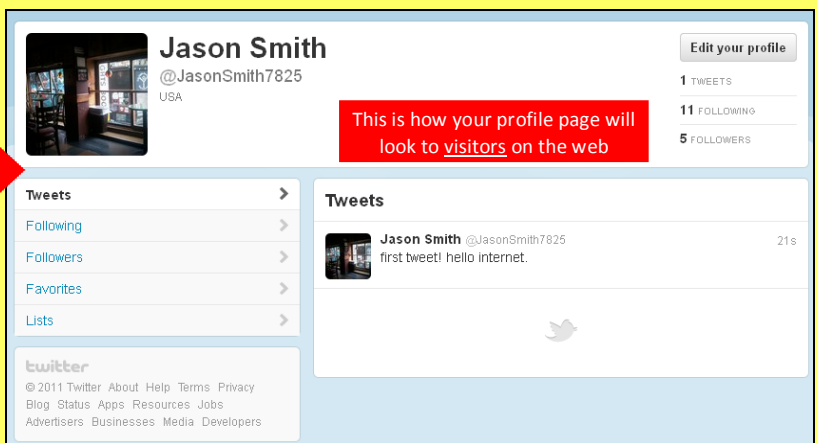 Jason Smith
@JasonSmith7825
USA
Edit your profile
1 TWEETS
11 FOLLOWING
5 FOLLOWERS
This is how your profile page will
look to visitors on the web
Tweets
Following
Followers
Favorites
Lists
twitter
© 2011 Twitter About Help Terms Privacy
Blog Status Apps Resources Jobs
Advertisers Businesses Media Developers
Tweets
Jason Smith @JasonSmith7825 21s
first tweet! hello internet.